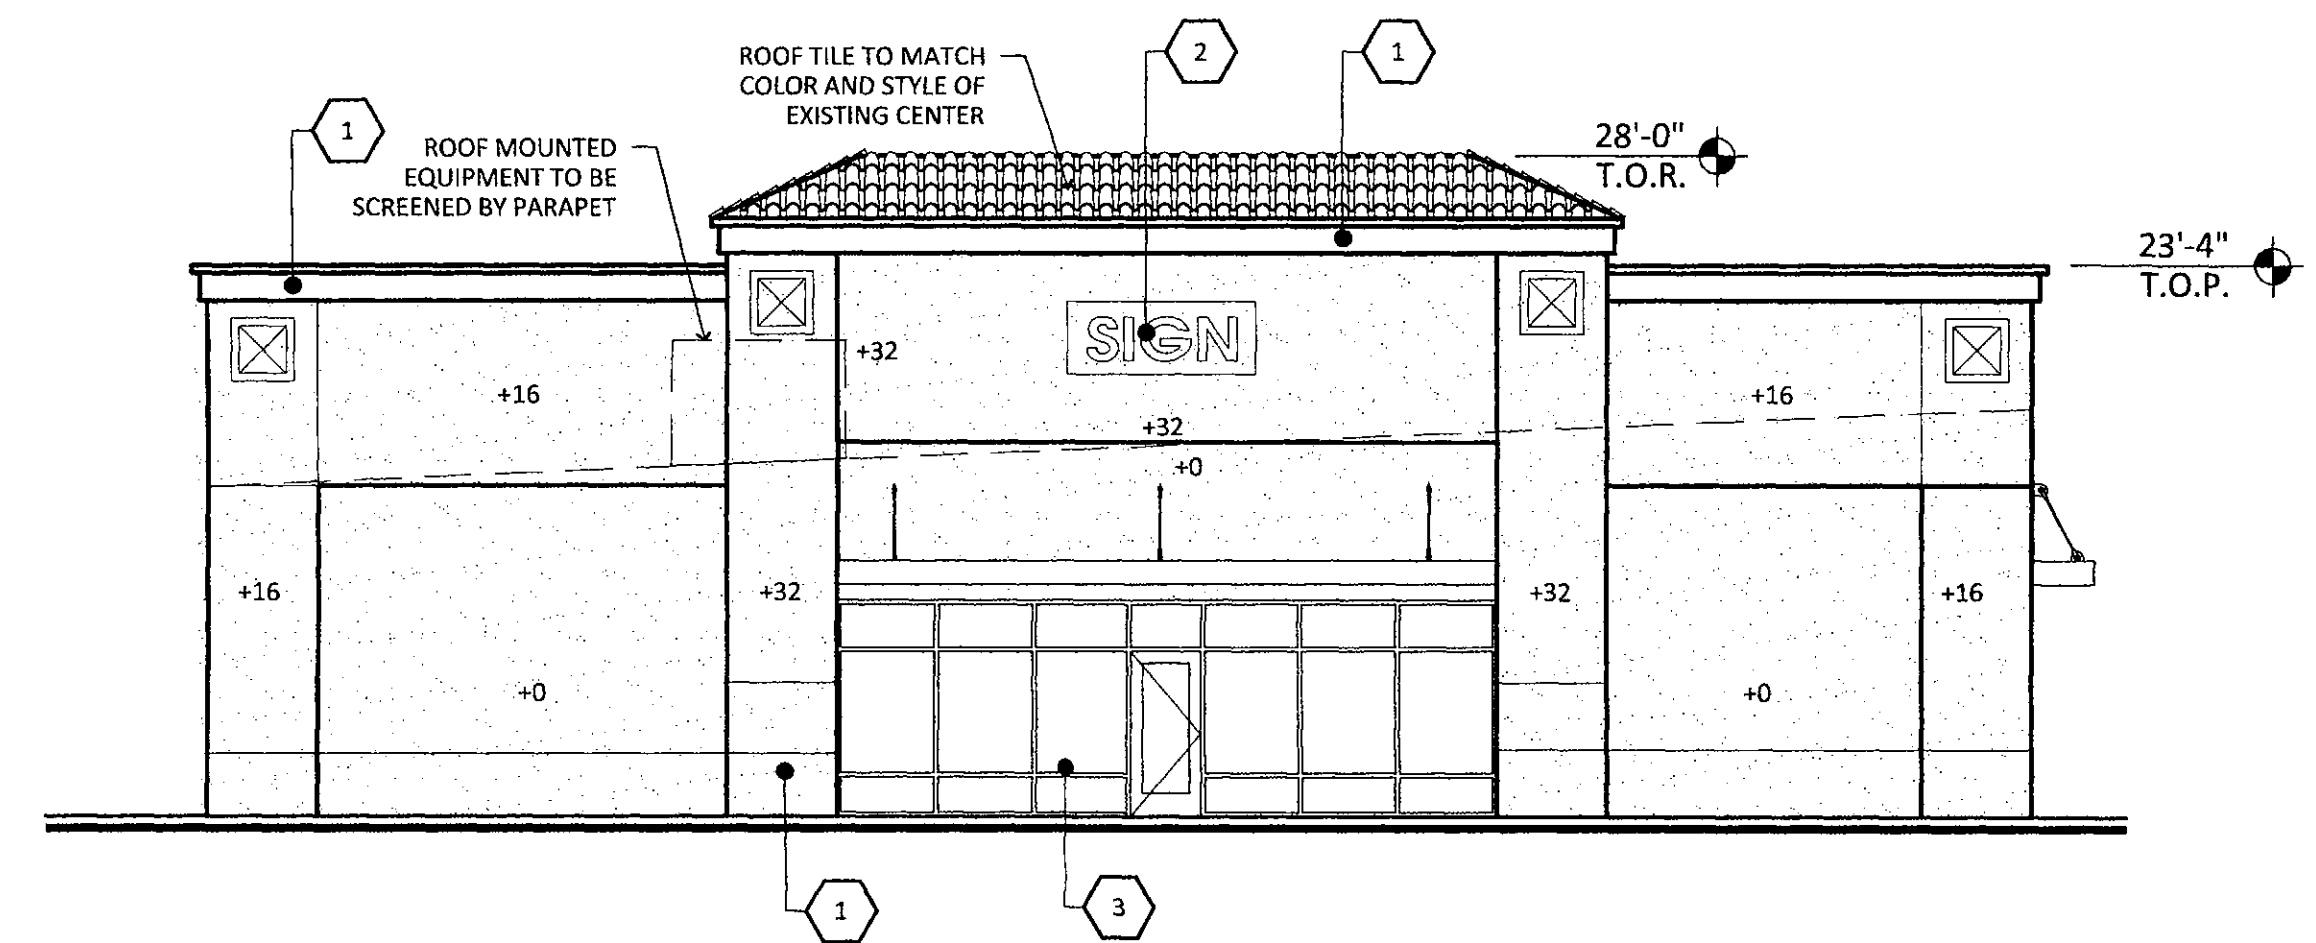 2
1
ROOF TILE TO MATCH
COLOR AND STYLE OF
EXISTING CENTER
1
ROOF MOUNTED
EQUIPMENT TO BE
SCREENED BY PARAPET
28'-0"
T.O.R.
23'-4"
T.O.P.
SIGN
+32
+16
+16
+32
+0
+16
+32
+32
+16
+0
+0
1
3